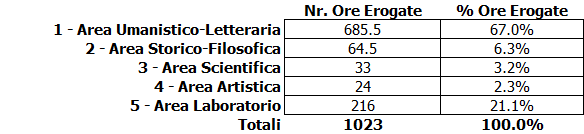 Nr. Ore Erogate % Ore Erogate
1 - Area Umanistico-Letteraria 685.5 67.0%
2 - Area Storico-Filosofica 64.5 6.3%
3 - Area Scientifica 33 3.2%
4 - Area Artistica 24 2.3%
5 - Area Laboratorio 216 21.1%
Totali 1023 100.0%